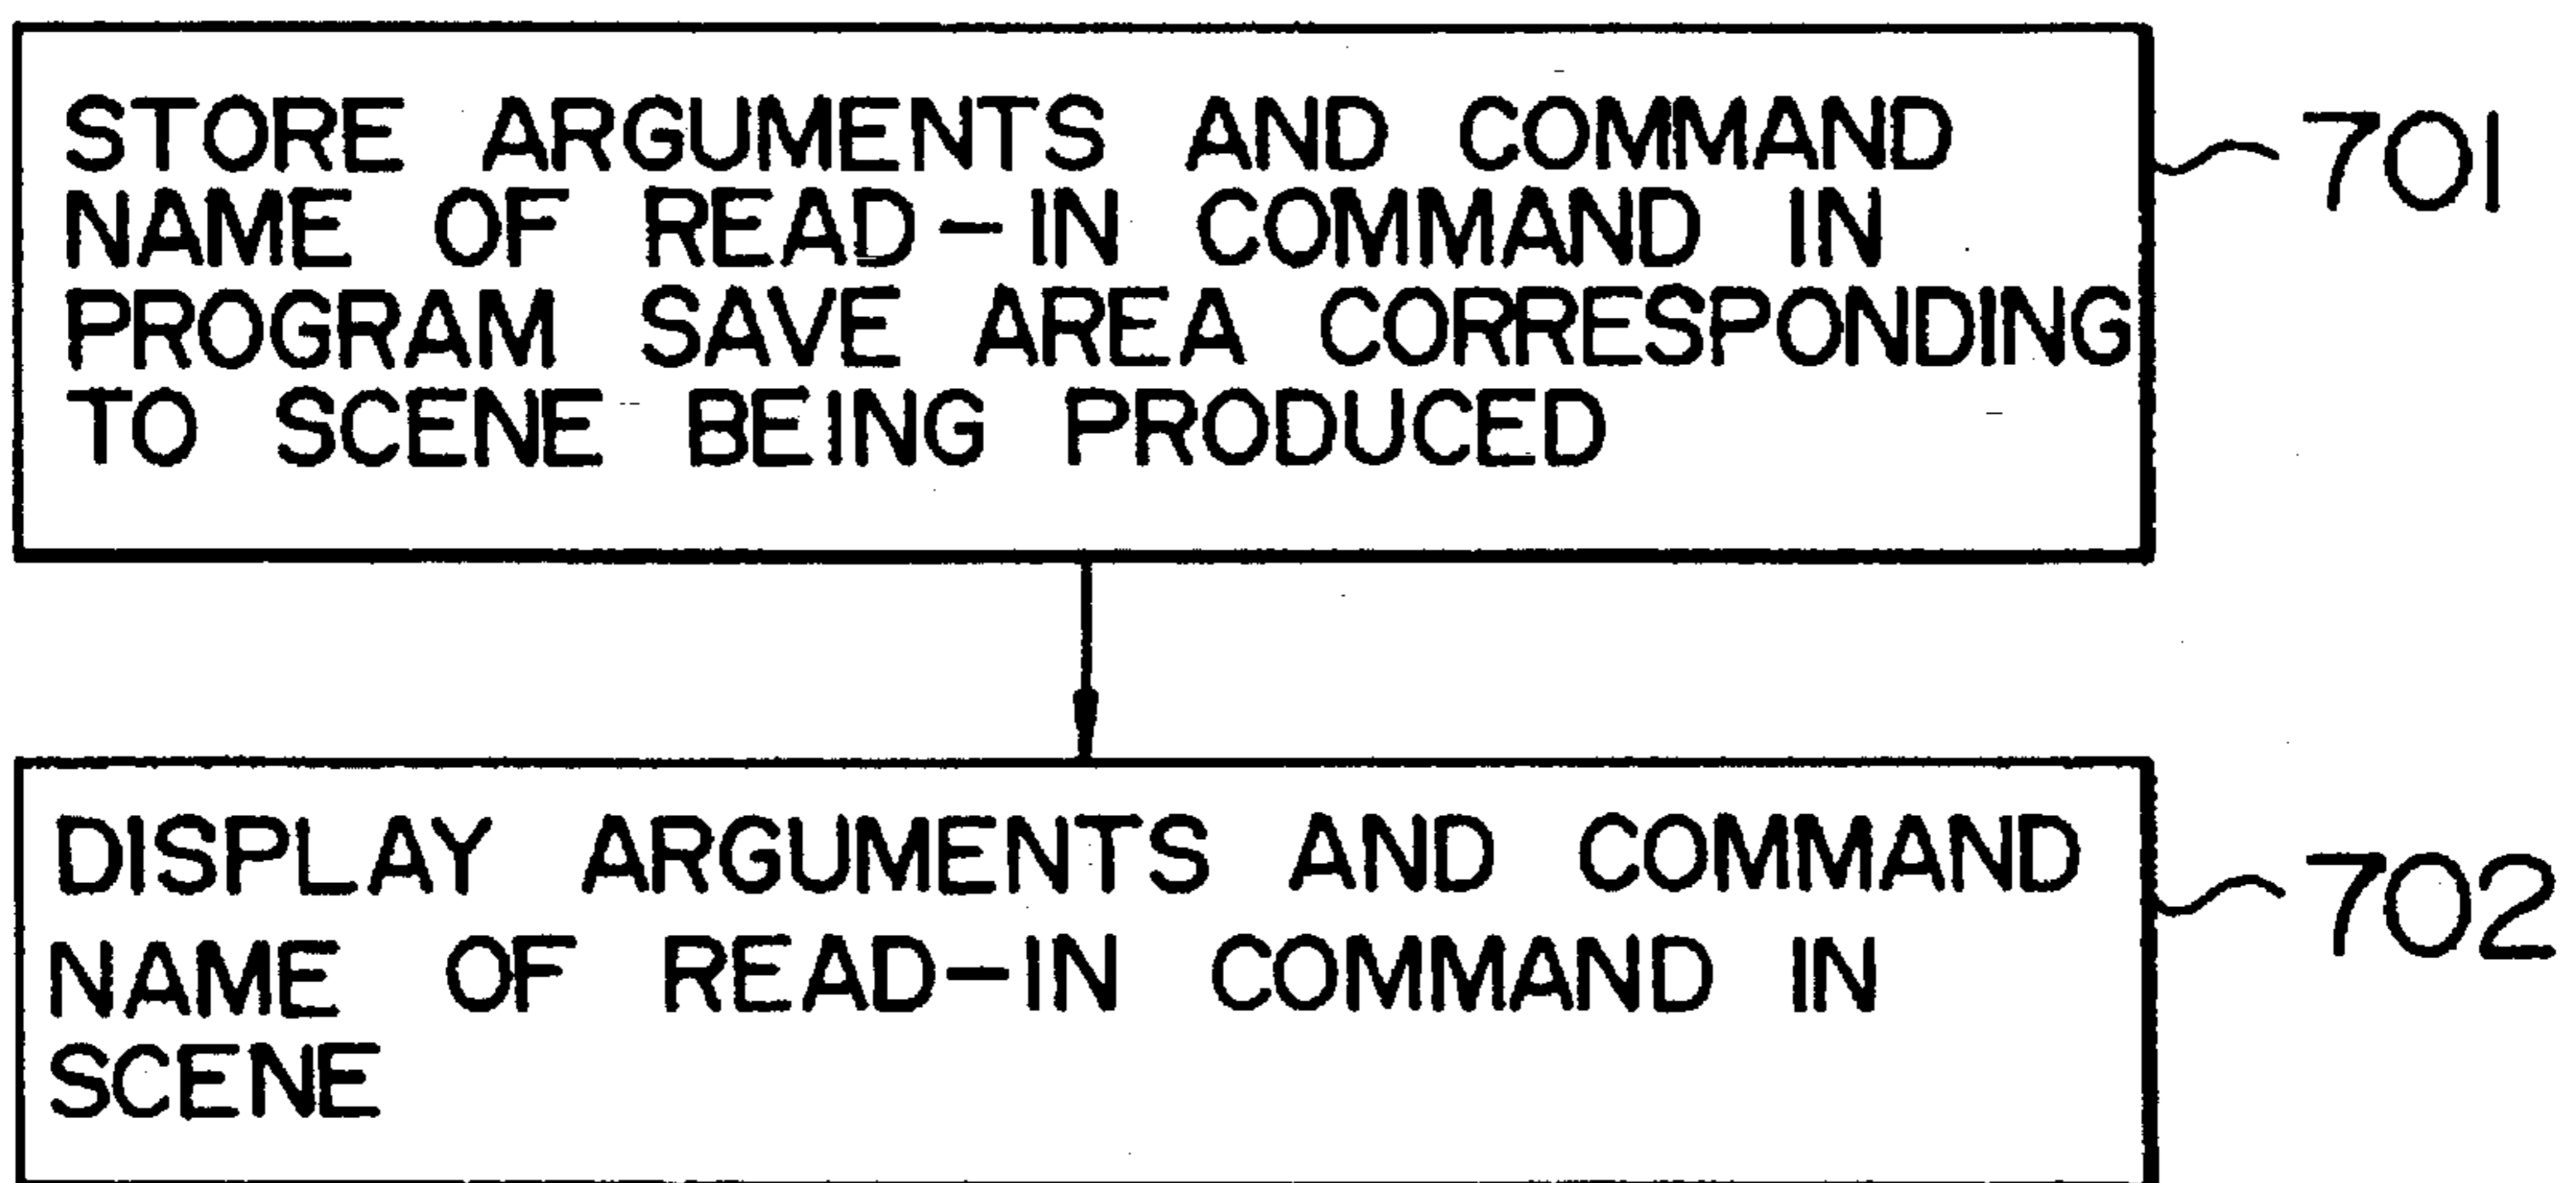 STORE ARGUMENTS AND COMMAND
NAME OF READ-IN COMMAND IN
PROGRAM SAVE AREA CORRESPONDING
TO SCENE BEING PRODUCED
701
DISPLAY ARGUMENTS AND COMMAND
NAME OF READ-IN COMMAND IN
SCENE
702